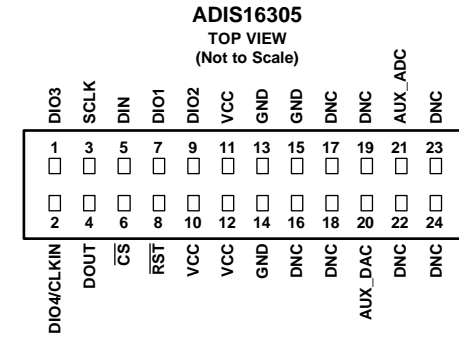 ADIS16305
TOP VIEW
(Not to Scale)
DIO3 SCLK DIN DIO1 DIO2 VCC GND GND DNC DNC AUX_ADC DNC
1 3 5 7 9 11 13 15 17 19 21 23
2 4 6 8 10 12 14 16 18 20 22 24
DIO4/CLKIN DOUT CS RST VCC VCC GND DNC DNC AUX_DAC DNC DNC